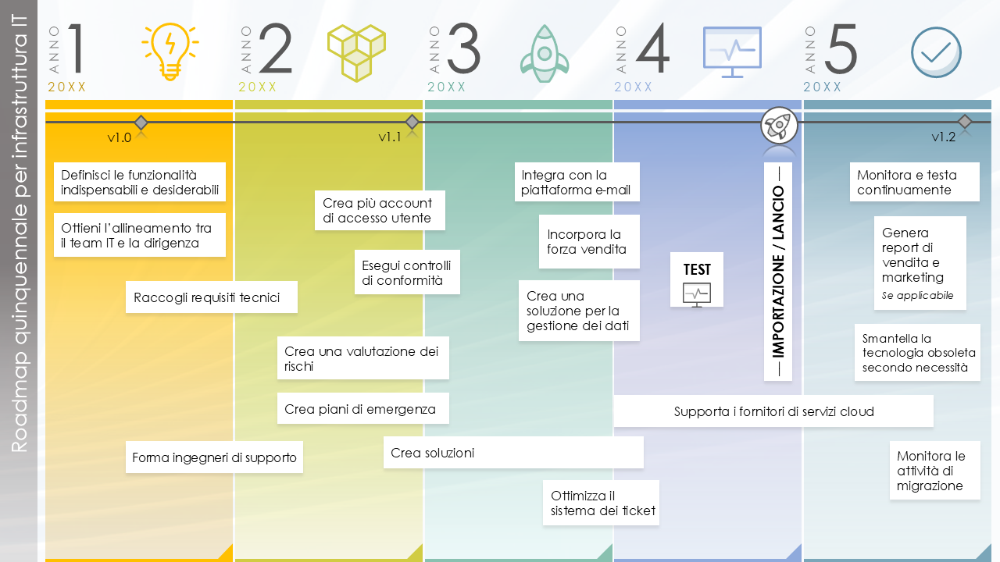 Roadmap quinquennale per infrastruttura IT
ANNO 1
20XX
ANNO 2
20XX
ANNO 3
20XX
ANNO 4
20XX
ANNO 5
20XX
v1.0
v1.1
v1.2
Definisci le funzionalità
indispensabili e desiderabili
Ottieni l'allineamento tra
il team IT e la dirigenza
Raccogli requisiti tecnici
Forma ingegneri di supporto
Crea più account
di accesso utente
Esegui controlli
di conformità
Crea una valutazione dei
rischi
Crea piani di emergenza
Crea soluzioni
Integra con la
piattaforma e-mail
Incorpora la
forza vendita
Crea una
soluzione per la
gestione dei dati
Ottimizza il
sistema dei ticket
TEST
— IMPORTAZIONE / LANCIO —
Supporta i fornitori di servizi cloud
Monitora e testa
continuamente
Genera
report di
vendita e
marketing
Se applicabile
Smantella la
tecnologia obsoleta
secondo necessità
Monitora le
attività di
migrazione